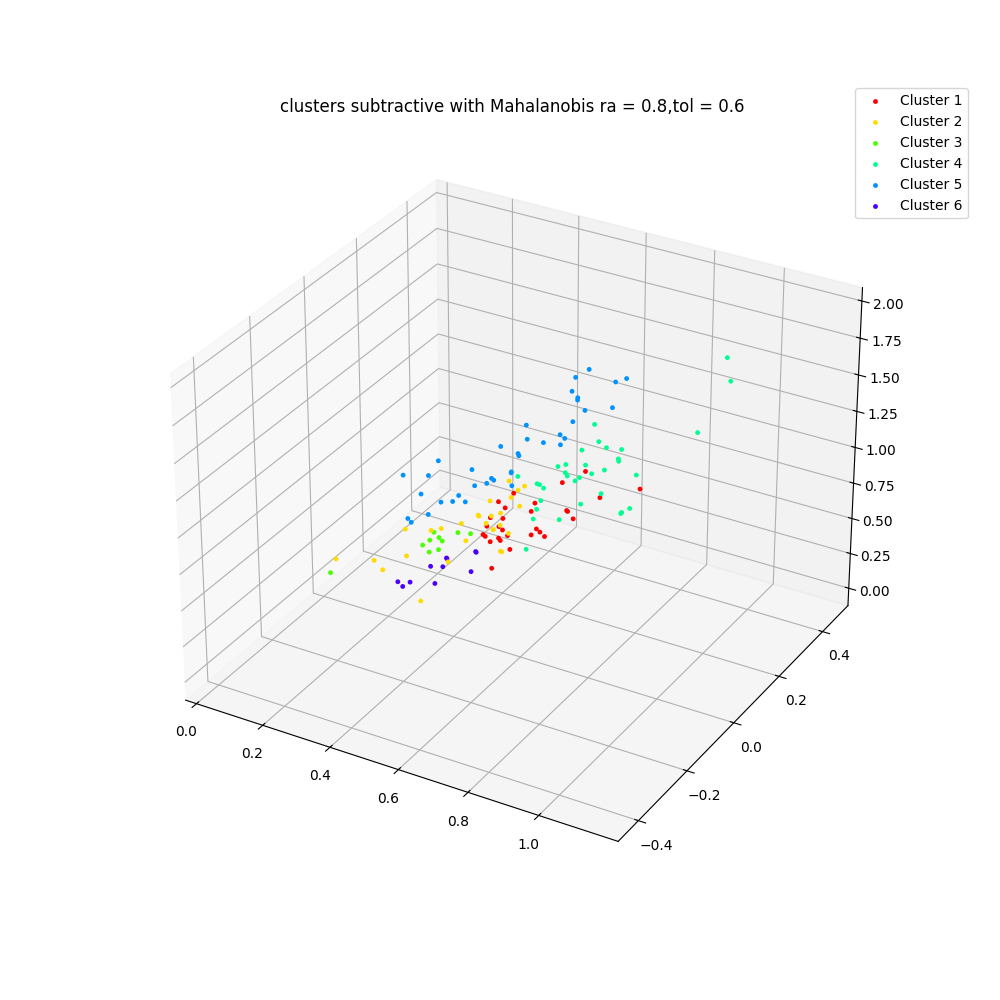 clusters subtractive with Mahalanobis ra = 0.8,tol = 0.6
Cluster 1
Cluster 2
Cluster 3
Cluster 4
Cluster 5
Cluster 6
2.00
1.75
1.50
1.25
1.00
0.75
0.50
0.25
0.00
0.4
0.2
0.0
−0.2
−0.4
0.0
0.2
0.4
0.6
0.8
1.0